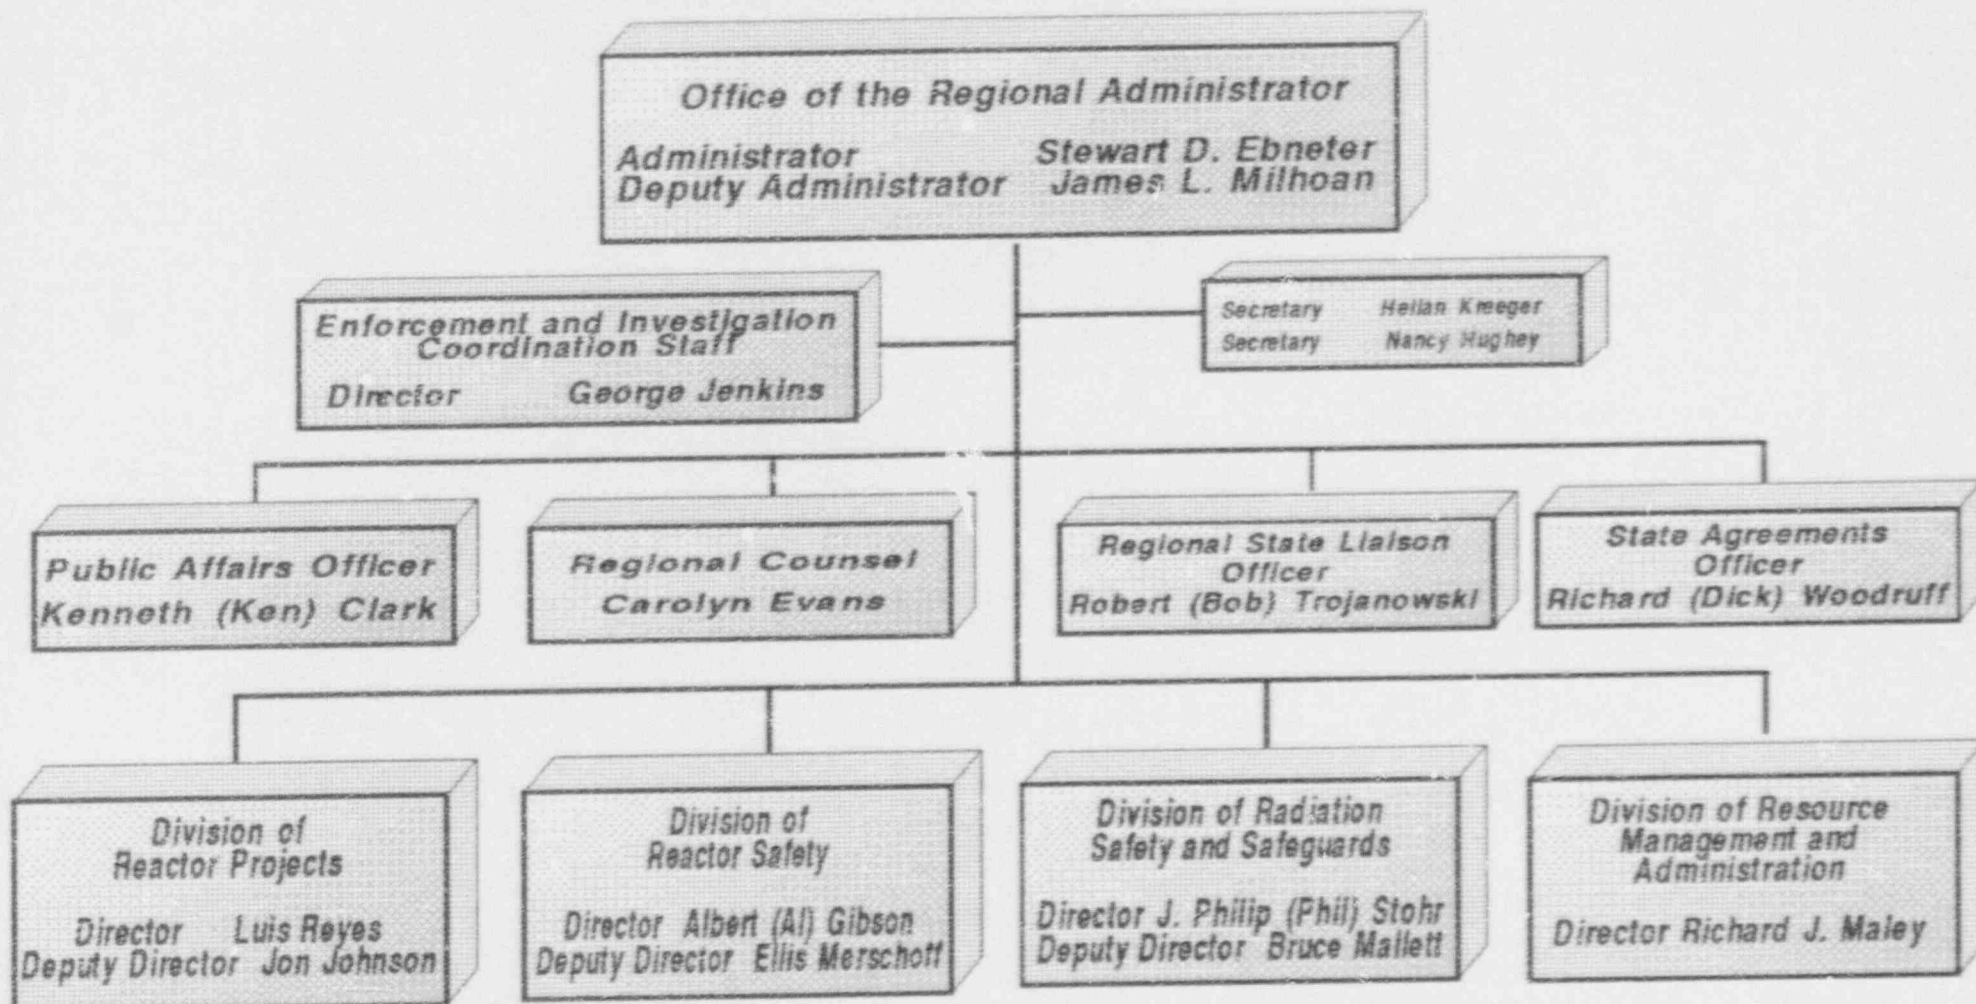 Office of the Regional Administrator
Administrator Stewart D. Ebneter
Deputy Administrator James L. Milhoan
Enforcement and Investigation
Coordination Staff
Director George Jenkins
Secretary Hellan Kreeger
Secretary Nancy Hughey
Public Affairs Officer
Kenneth (Ken) Clark
Regional Counsel
Carolyn Evans
Regional State Liaison
Officer
Robert (Bob) Trojanowski
State Agreements
Officer
Richard (Dick) Woodruff
Division of
Reactor Projects
Director Luis Reyes
Deputy Director Jon Johnson
Division of
Reactor Safety
Director Albert (Al) Gibson
Deputy Director Ellis Merschoff
Division of Radiation
Safety and Safeguards
Director J. Philip (Phil) Stohr
Deputy Director Bruce Mallett
Division of Resource
Management and
Administration
Director Richard J. Maley